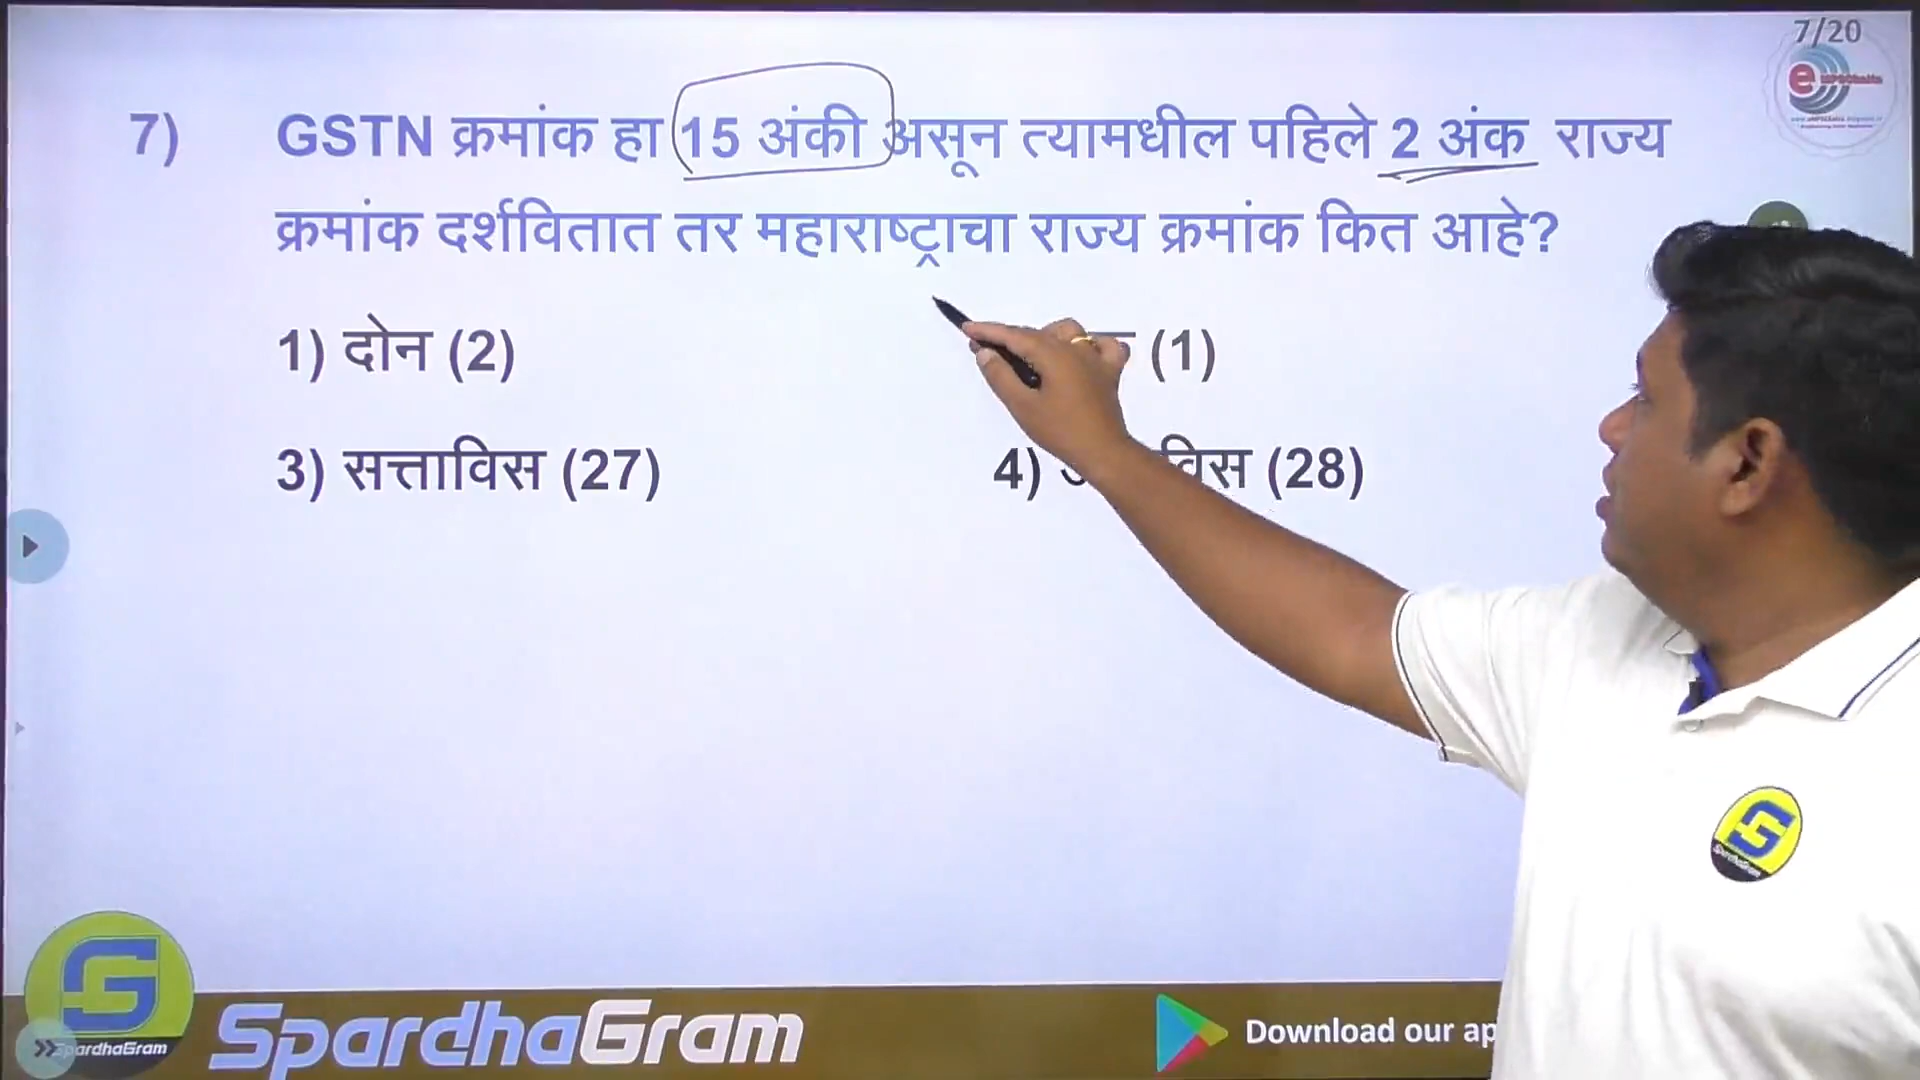 7/20
7) GSTN क्रमांक हा 15 अंकी असून त्यामधील पहिले 2 अंक राज्य
क्रमांक दर्शवितात तर महाराष्ट्राचा राज्य क्रमांक कित आहे?
1) दोन (2)
(1)
3) सत्ताविस (27)
4) (28)
SpardhaGram
SpardhaGram
SpardhaGram
Download our ap